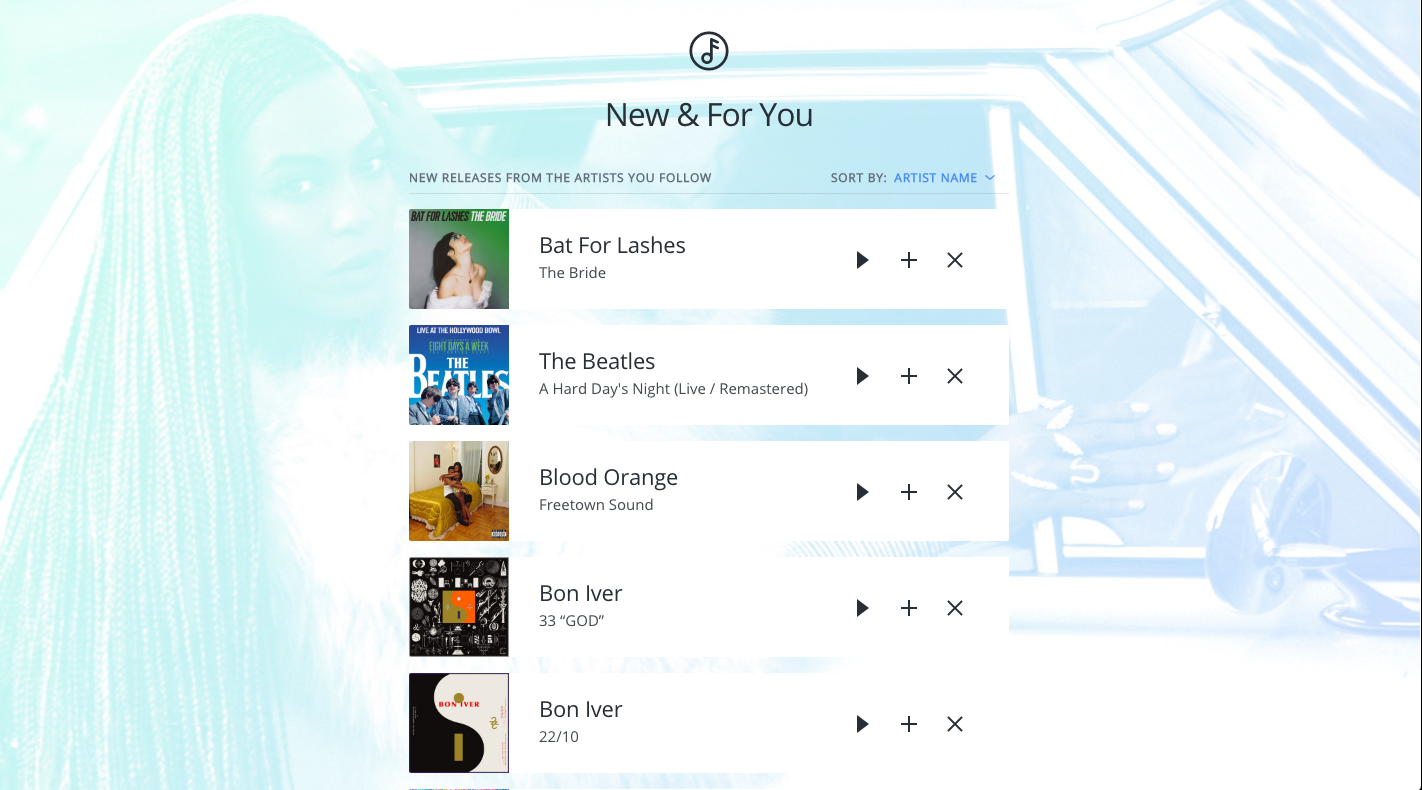 New & For You
NEW RELEASES FROM THE ARTISTS YOU FOLLOW
SORT BY: ARTIST NAME
BAT FOR LASHES THE BRIDE
Bat For Lashes
The Bride
LIVE AT THE HOLLYWOOD BOWL
EIGHT DAYS A WEEK
THE
BEATLES
The Beatles
A Hard Day's Night (Live / Remastered)
Blood Orange
Freetown Sound
Bon Iver
33 “GOD”
BON IVER
Bon Iver
22/10